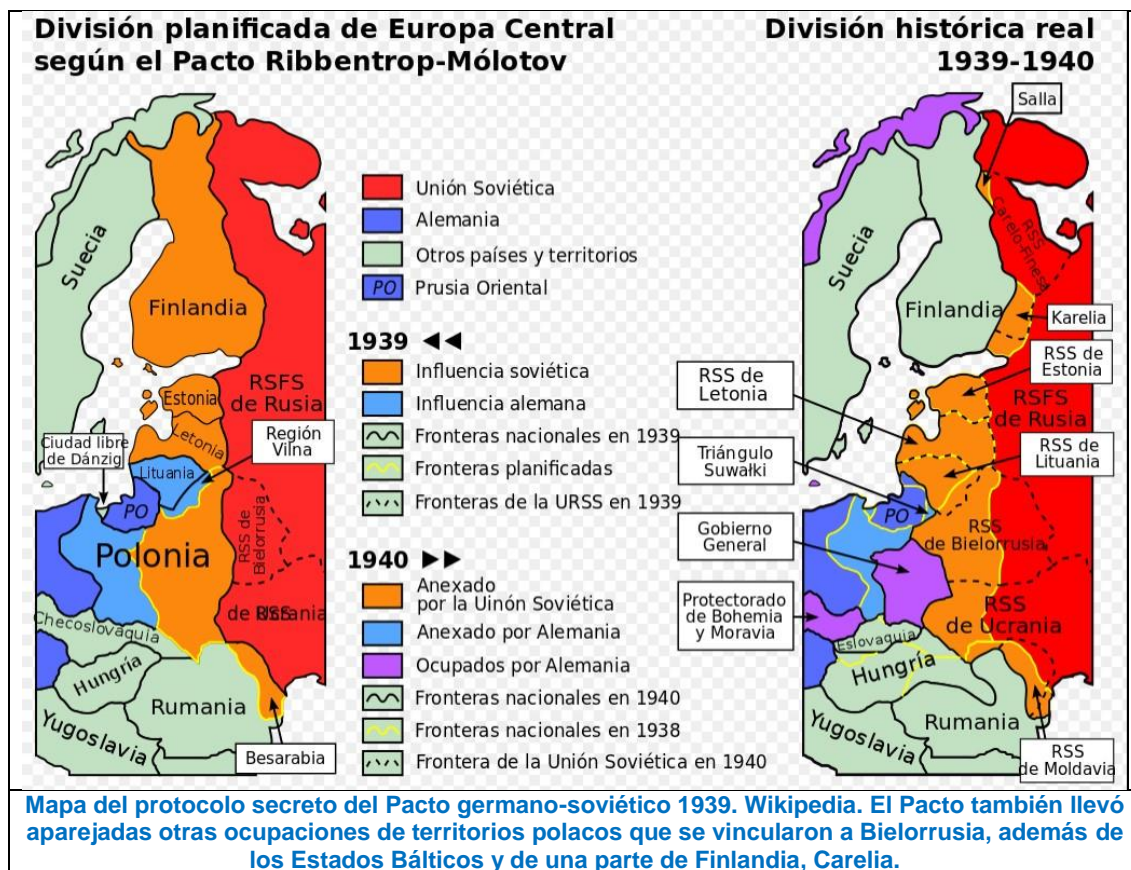 División planificada de Europa Central
según el Pacto Ribbentrop-Mólotov
División histórica real
1939-1940
Suecia
Finlandia
Estonia
Letonia
Lituania
RSFS
de Rusia
Ciudad libre
de Dánzig
Región
Vilna
PO
Polonia
RSS de
Bielorrusia
de RSS
Ucrania
Checoslovaquia
Hungría
Rumania
Yugoslavia
Besarabia
Unión Soviética
Alemania
Otros países y territorios
PO Prusia Oriental
1939 ◄◄
Influencia soviética
Influencia alemana
Fronteras nacionales en 1939
Fronteras planificadas
Fronteras de la URSS en 1939
1940 ►►
Anexado
por la Uinón Soviética
Anexado por Alemania
Ocupados por Alemania
Fronteras nacionales en 1940
Fronteras nacionales en 1938
Frontera de la Unión Soviética en 1940
Salla
RSS
Carelo-Finesa
Suecia
Finlandia
Karelia
RSS de
Estonia
RSS de
Letonia
RSFS
de Rusia
RSS de
Lituania
Triángulo
Suwałki
PO
Gobierno
General
RSS
de Bielorrusia
Protectorado
de Bohemia
y Moravia
RSS
de Ucrania
Eslovaquia
Hungría
Rumania
Yugoslavia
RSS
de Moldavia
Mapa del protocolo secreto del Pacto germano-soviético 1939. Wikipedia. El Pacto también llevó
aparejadas otras ocupaciones de territorios polacos que se vincularon a Bielorrusia, además de
los Estados Bálticos y de una parte de Finlandia, Carelia.